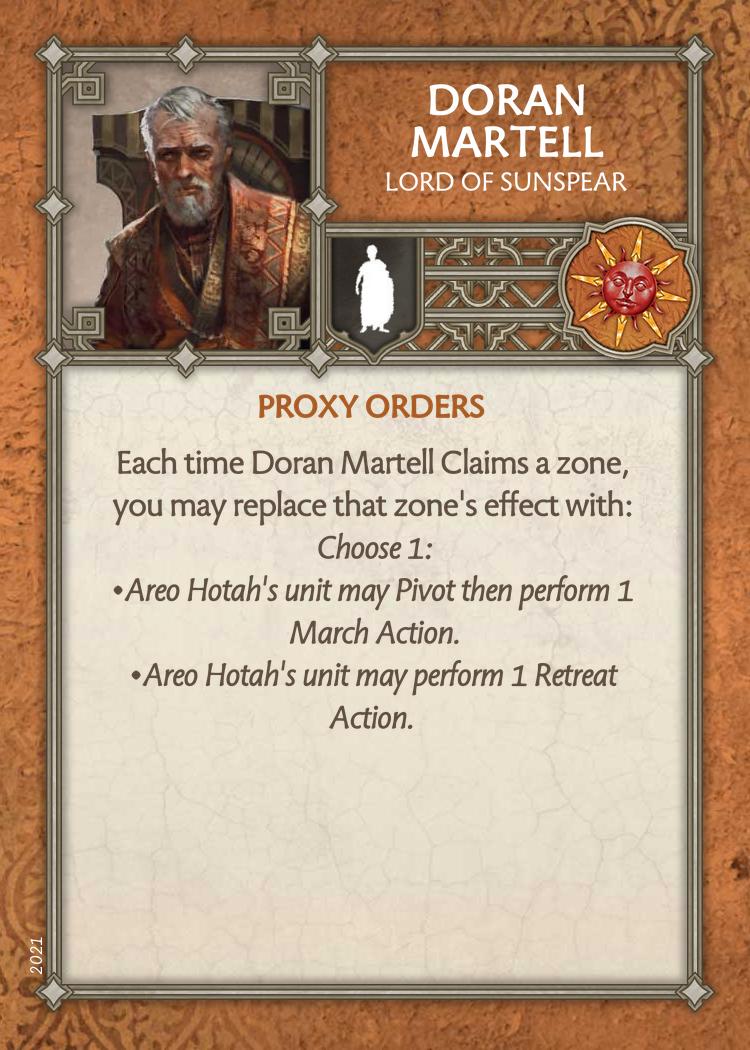 DORAN
MARTELL
LORD OF SUNSPEAR
PROXY ORDERS
Each time Doran Martell Claims a zone,
you may replace that zone's effect with:
Choose 1:
•Areo Hotah's unit may Pivot then perform 1
March Action.
•Areo Hotah's unit may perform 1 Retreat
Action.
2021